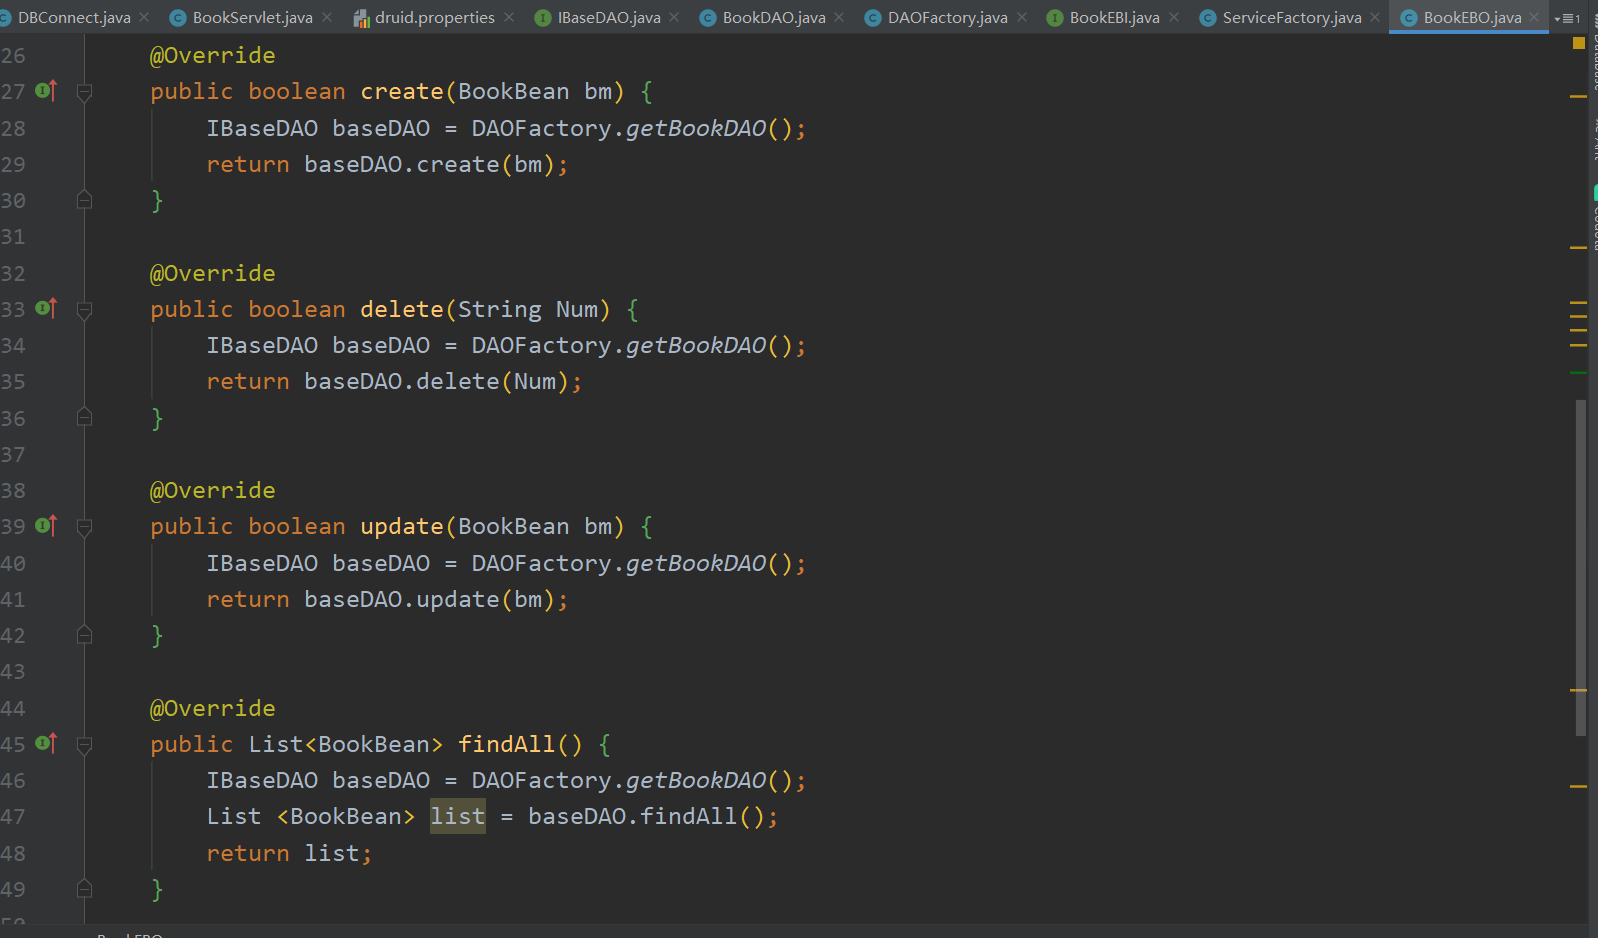 DBConnect.java BookServlet.java druid.properties IBaseDAO.java BookDAO.java DAOFactory.java BookEBI.java ServiceFactory.java BookEBO.java 1
26 @Override
27 public boolean create(BookBean bm) {
28 IBaseDAO baseDAO = DAOFactory.getBookDAO();
29 return baseDAO.create(bm);
30 }
31
32 @Override
33 public boolean delete(String Num) {
34 IBaseDAO baseDAO = DAOFactory.getBookDAO();
35 return baseDAO.delete(Num);
36 }
37
38 @Override
39 public boolean update(BookBean bm) {
40 IBaseDAO baseDAO = DAOFactory.getBookDAO();
41 return baseDAO.update(bm);
42 }
43
44 @Override
45 public List<BookBean> findAll() {
46 IBaseDAO baseDAO = DAOFactory.getBookDAO();
47 List <BookBean> list = baseDAO.findAll();
48 return list;
49 }
50